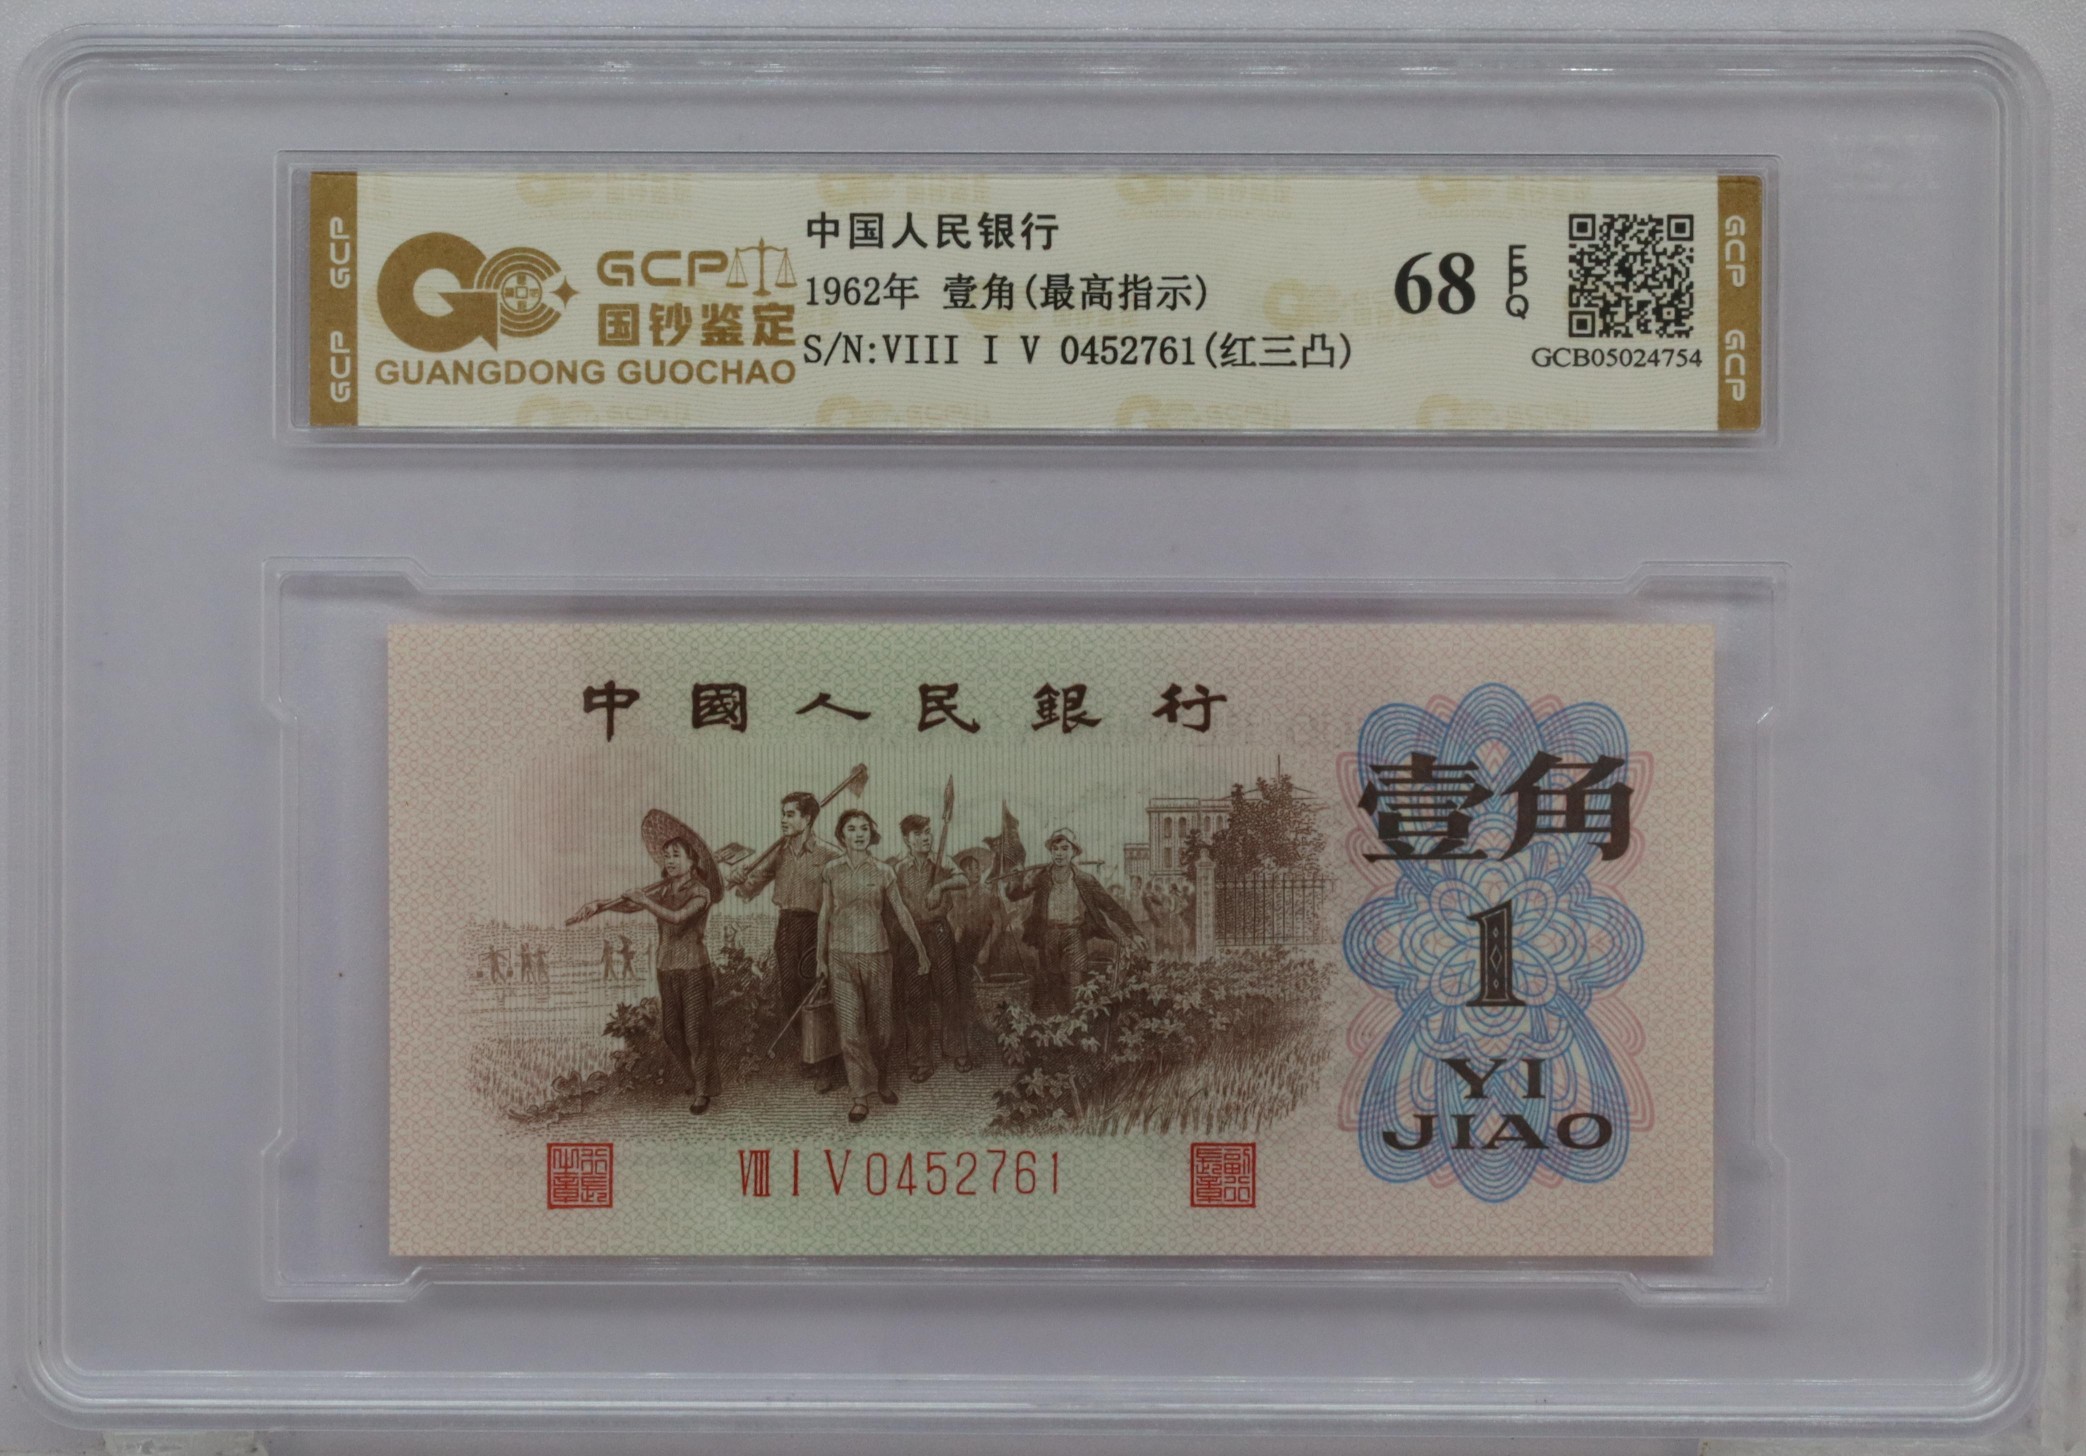 GCP GCP
GCP
国钞鉴定
GUANGDONG GUOCHAO
中国人民银行
1962年 壹角(最高指示)
S/N:VIII I V 0452761(红三凸)
68 EPQ
GCB05024754
GCP GCP
中國人民銀行
壹角
1
YI
JIAO
VIII I V 0452761